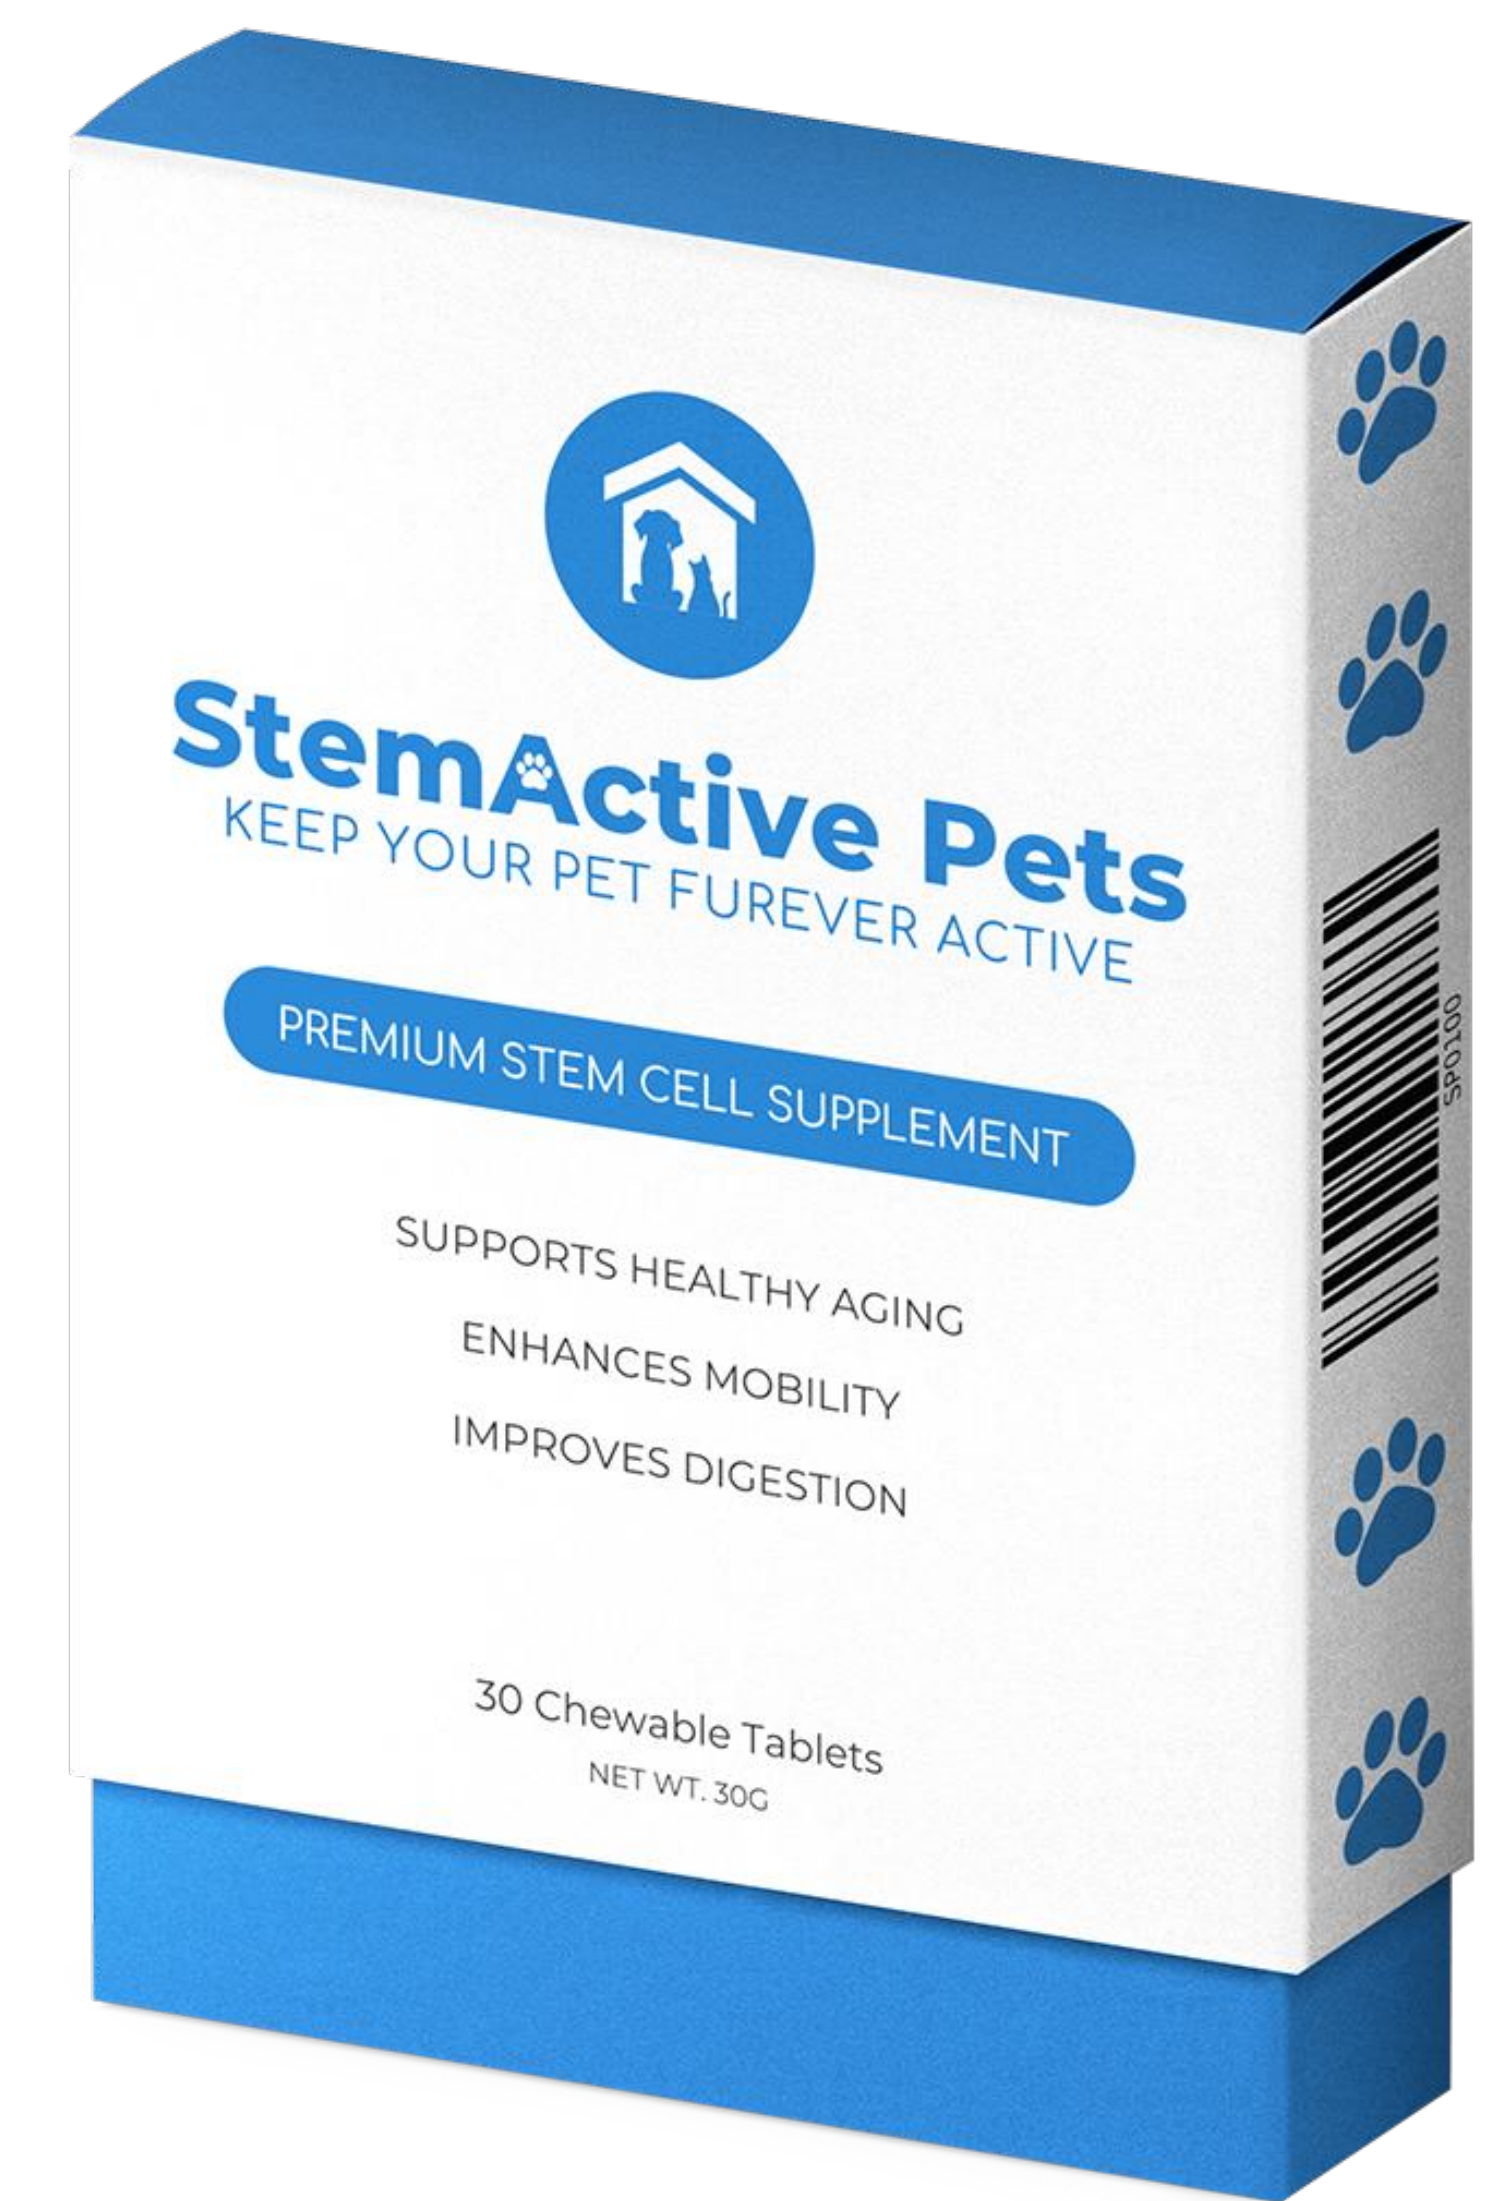 StemActive Pets
KEEP YOUR PET FUREVER ACTIVE
PREMIUM STEM CELL SUPPLEMENT
SUPPORTS HEALTHY AGING
ENHANCES MOBILITY
IMPROVES DIGESTION
30 Chewable Tablets
NET WT. 30G
SP0100